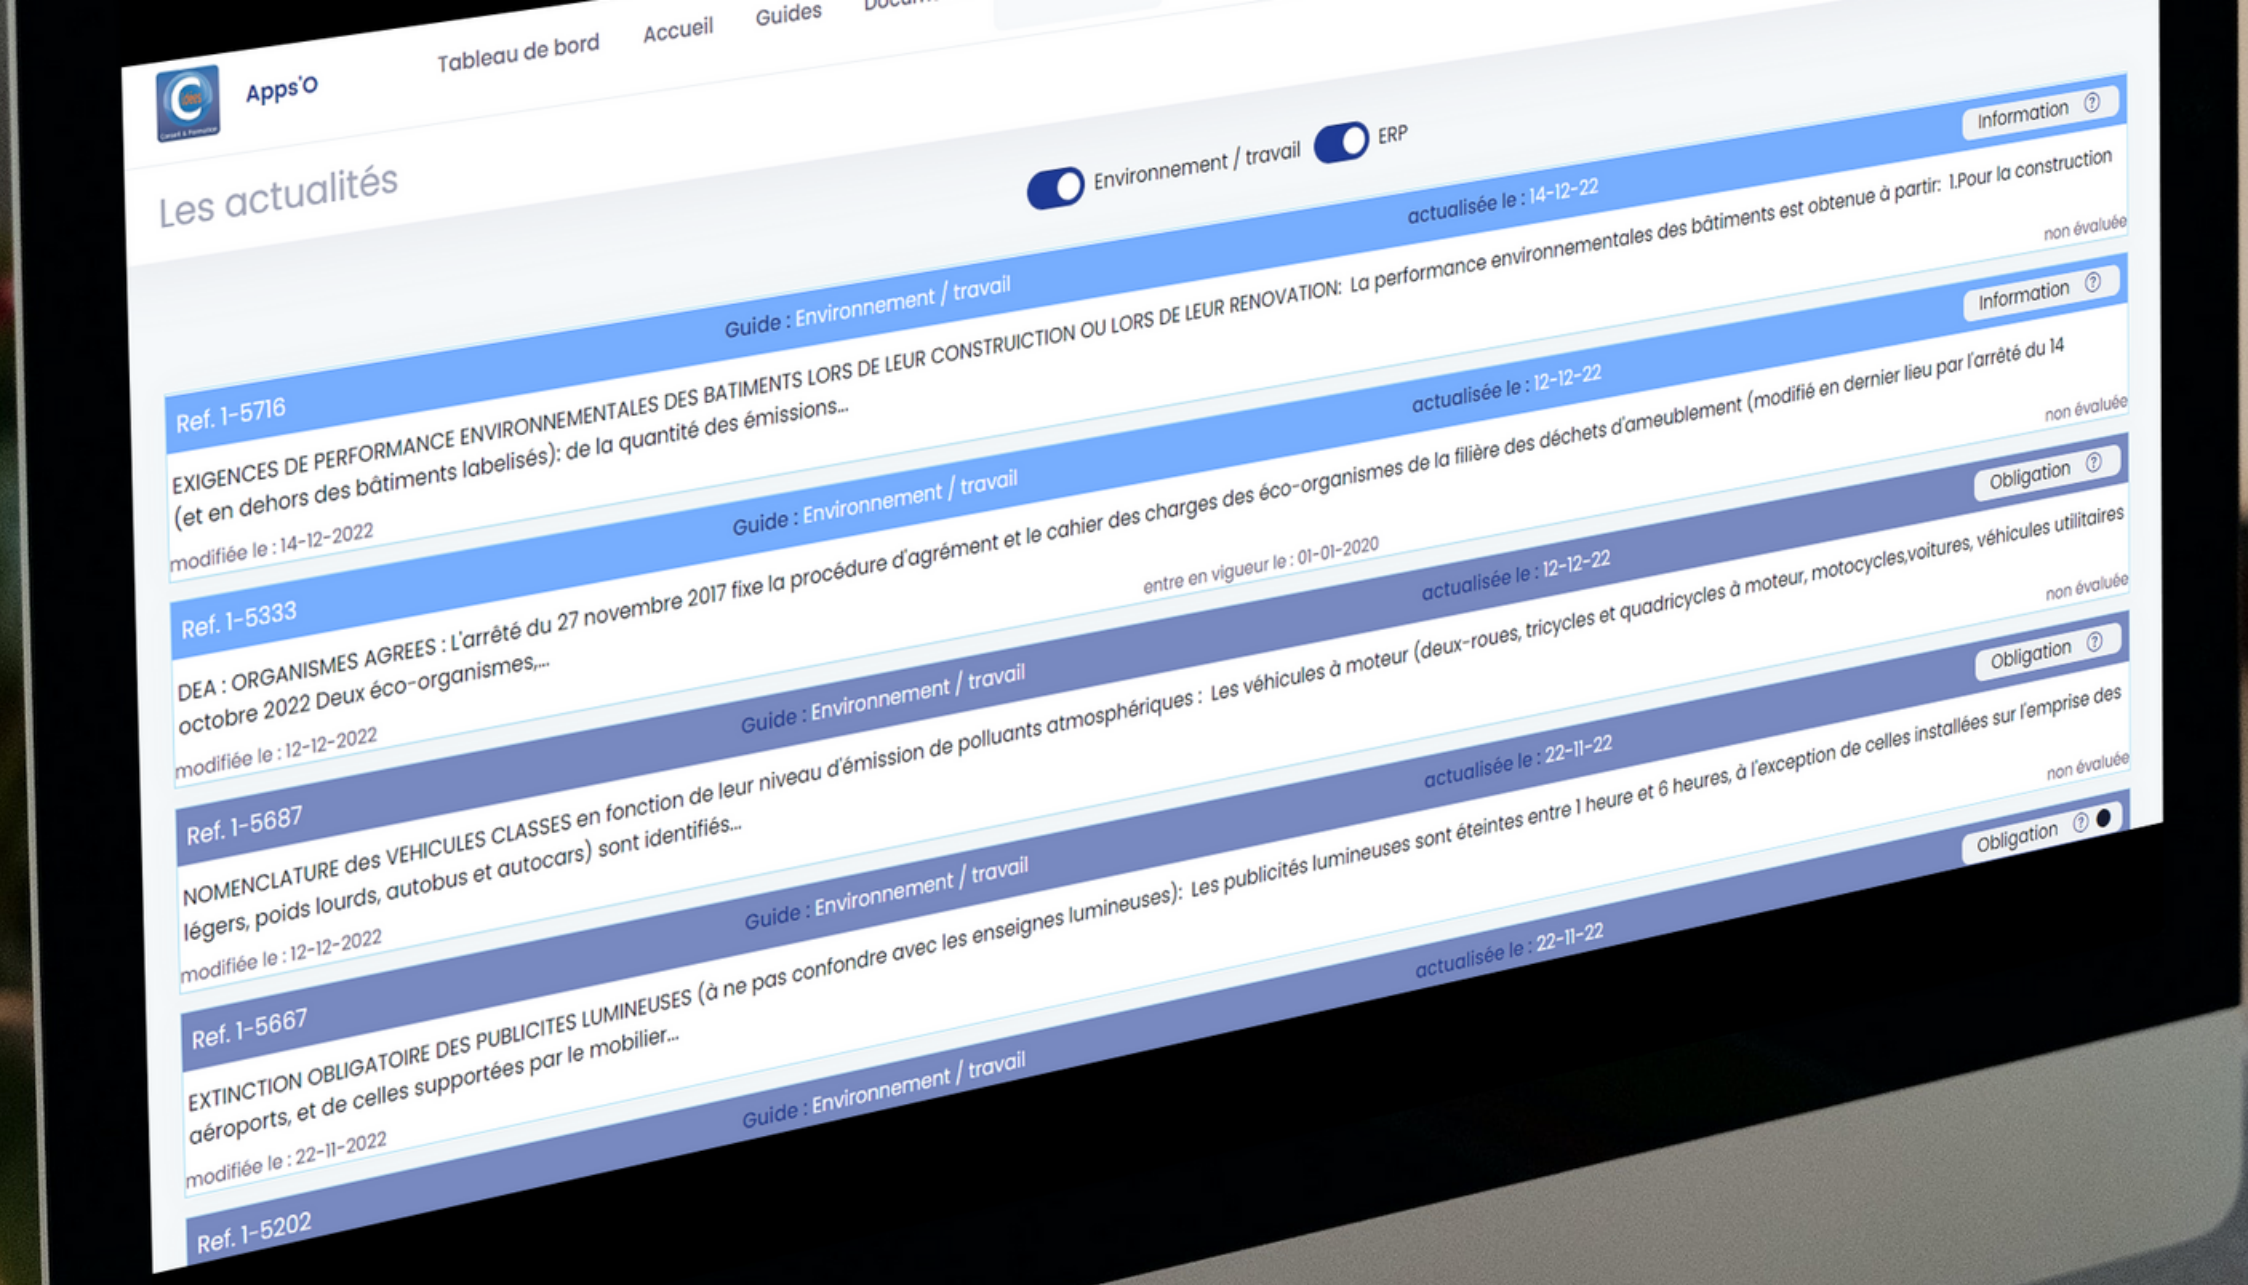 Apps'O
Tableau de bord
Accueil
Guides
C
idées
Conseil & Formation
Les actualités
Environnement / travail
ERP
Ref. 1-5716
Guide : Environnement / travail
actualisée le : 14-12-22
Information ?
EXIGENCES DE PERFORMANCE ENVIRONNEMENTALES DES BATIMENTS LORS DE LEUR CONSTRUICTION OU LORS DE LEUR RENOVATION: La performance environnementales des bâtiments est obtenue à partir: 1.Pour la construction
(et en dehors des bâtiments labelisés): de la quantité des émissions...
modifiée le : 14-12-2022
non évaluée
Ref. 1-5333
Guide : Environnement / travail
actualisée le : 12-12-22
Information ?
DEA : ORGANISMES AGREES : L'arrêté du 27 novembre 2017 fixe la procédure d'agrément et le cahier des charges des éco-organismes de la filière des déchets d'ameublement (modifié en dernier lieu par l'arrêté du 14
octobre 2022 Deux éco-organismes,...
modifiée le : 12-12-2022
entre en vigueur le : 01-01-2020
non évaluée
Ref. 1-5687
Guide : Environnement / travail
actualisée le : 12-12-22
Obligation ?
NOMENCLATURE des VEHICULES CLASSES en fonction de leur niveau d'émission de polluants atmosphériques : Les véhicules à moteur (deux-roues, tricycles et quadricycles à moteur, motocycles,voitures, véhicules utilitaires
légers, poids lourds, autobus et autocars) sont identifiés...
modifiée le : 12-12-2022
non évaluée
Ref. 1-5667
Guide : Environnement / travail
actualisée le : 22-11-22
Obligation ?
EXTINCTION OBLIGATOIRE DES PUBLICITES LUMINEUSES (à ne pas confondre avec les enseignes lumineuses): Les publicités lumineuses sont éteintes entre 1 heure et 6 heures, à l'exception de celles installées sur l'emprise des
aéroports, et de celles supportées par le mobilier...
modifiée le : 22-11-2022
non évaluée
Ref. 1-5202
Guide : Environnement / travail
actualisée le : 22-11-22
Obligation ?